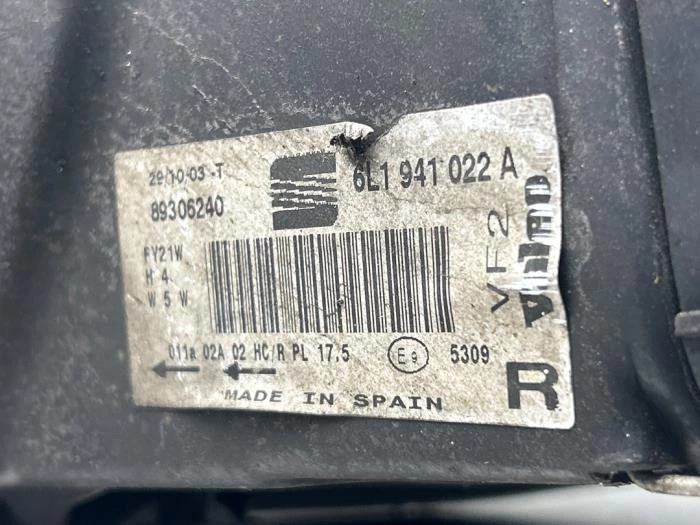 29/10/03 -T
6L1 941 022 A
89306240
PY21W
H 4
W 5 W
VF2
Valeo
011a 02A 02 HC/R PL 17,5
E9
5309
R
MADE IN SPAIN